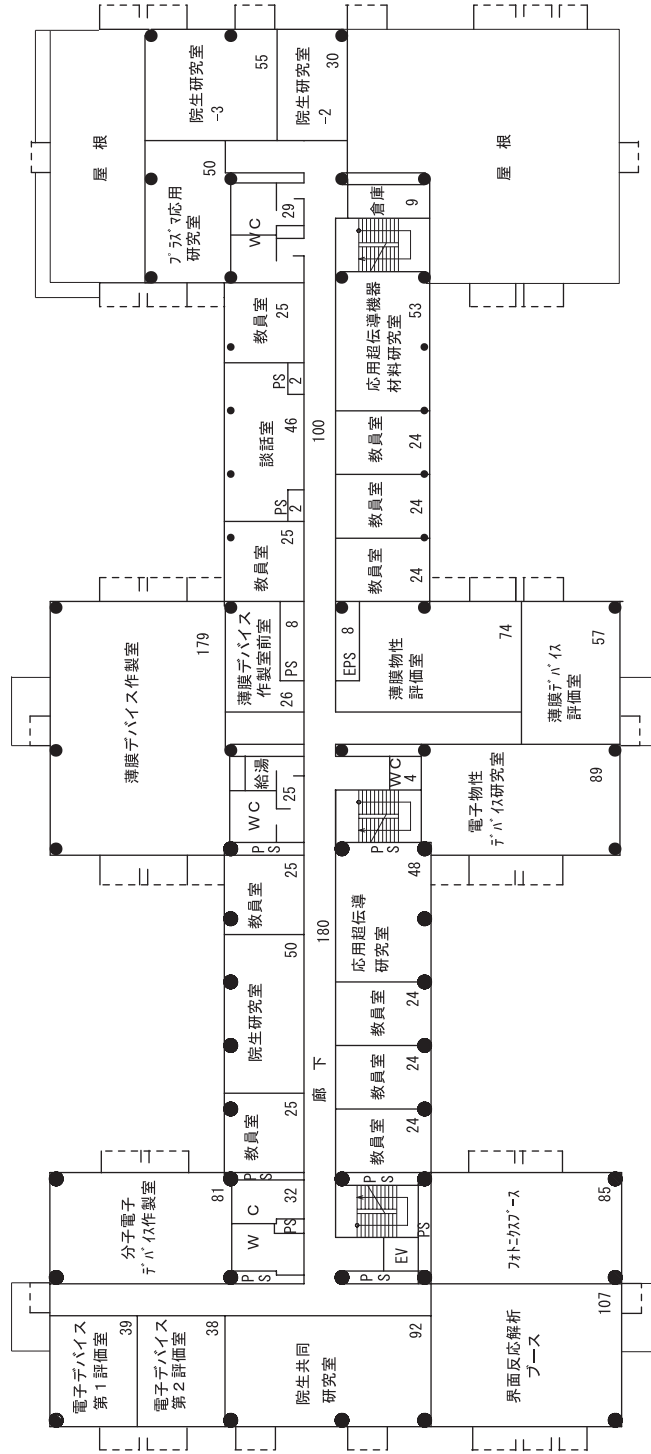 電子デバイス
第1評価室
39
電子デバイス
第2評価室
38
院生共同
研究室
92
界面反応解析
ブース
107
分子電子
デバイス作製室
81
W
C
32
PS
PS
PS
EV
PS
PS
PS
フォトニクスブース
85
教員室
25
院生研究室
50
教員室
25
廊 下
180
教員室
24
教員室
24
教員室
24
応用超伝導
研究室
48
薄膜デバイス作製室
179
PS
WC
給湯
25
薄膜デバイス
作製室前室
26
PS
8
PS
WC
4
EPS
8
薄膜物性
評価室
74
電子物性
デバイス研究室
89
薄膜デバイス
評価室
57
教員室
25
PS
2
談話室
46
PS
2
教員室
25
100
教員室
24
教員室
24
教員室
24
応用超伝導機器
材料研究室
53
屋 根
プラズマ応用
研究室
50
WC
29
倉庫
9
院生研究室
-3
55
院生研究室
-2
30
屋 根